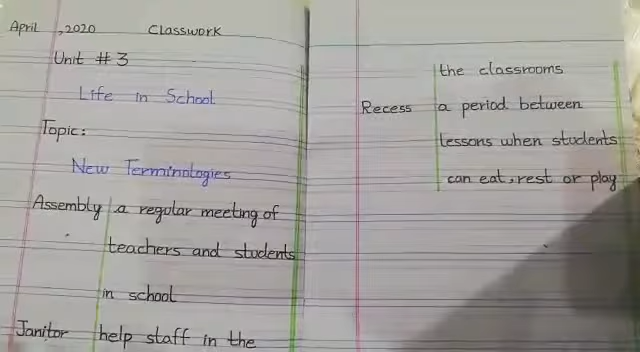 April ,2020 Classwork
Unit # 3
Life in School
Topic:
New Terminologies
Assembly a regular meeting of
teachers and students
in school
Janitor help staff in the
the classrooms
Recess a period between
lessons when students
can eat, rest or play